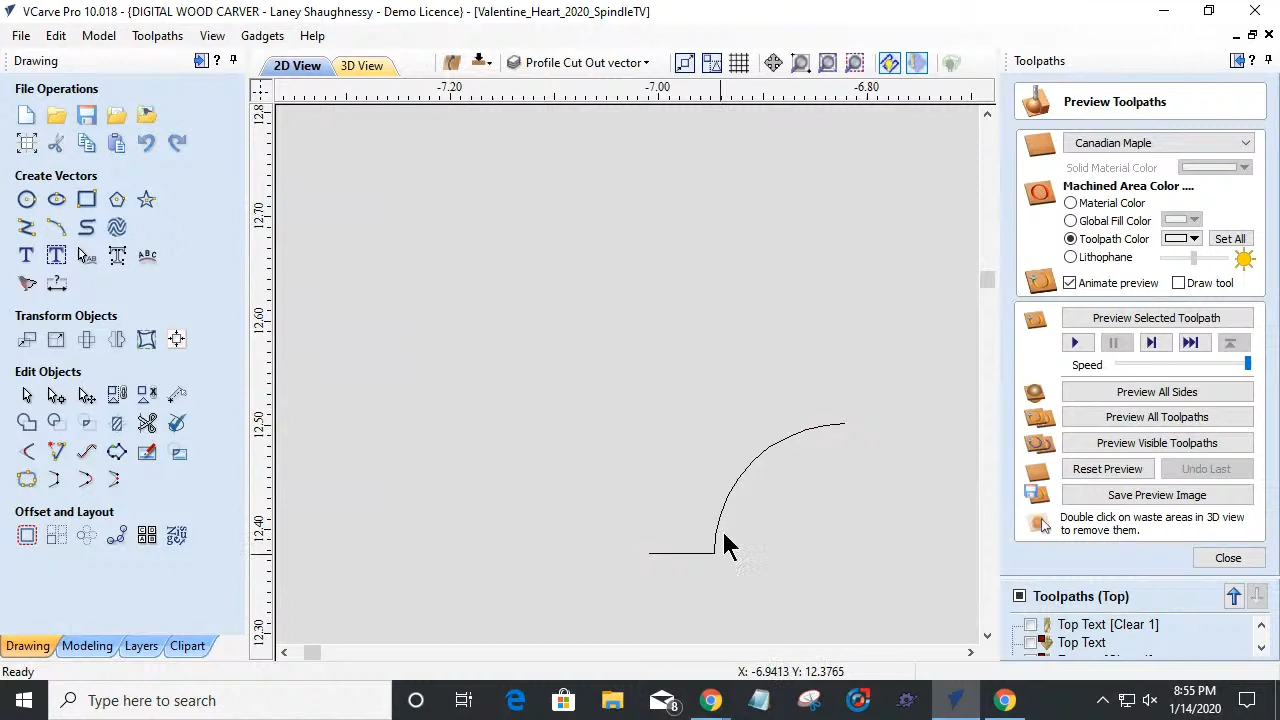 VCarve Pro 10.018 - {DIGITAL WOOD CARVER - Laney Shaughnessy - Demo Licence} - [Valentine_Heart_2020_SpindleTV]
File Edit Model Toolpaths View Gadgets Help
Drawing
File Operations
Create Vectors
Transform Objects
Edit Objects
Offset and Layout
Drawing Modeling Layers Clipart
2D View 3D View Profile Cut Out vector
-7.20 -7.00 -6.80
12.70
12.60
12.50
12.40
12.30
Toolpaths
Preview Toolpaths
Canadian Maple
Solid Material Color
Machined Area Color ....
Material Color
Global Fill Color
Toolpath Color Set All
Lithophane
Animate preview Draw tool
Preview Selected Toolpath
Speed
Preview All Sides
Preview All Toolpaths
Preview Visible Toolpaths
Reset Preview Undo Last
Save Preview Image
Double click on waste areas in 3D view
to remove them.
Close
Toolpaths (Top)
Top Text [Clear 1]
Top Text
Ready X: -6.9413 Y: 12.3765
Type here to search
8
8:55 PM
1/14/2020